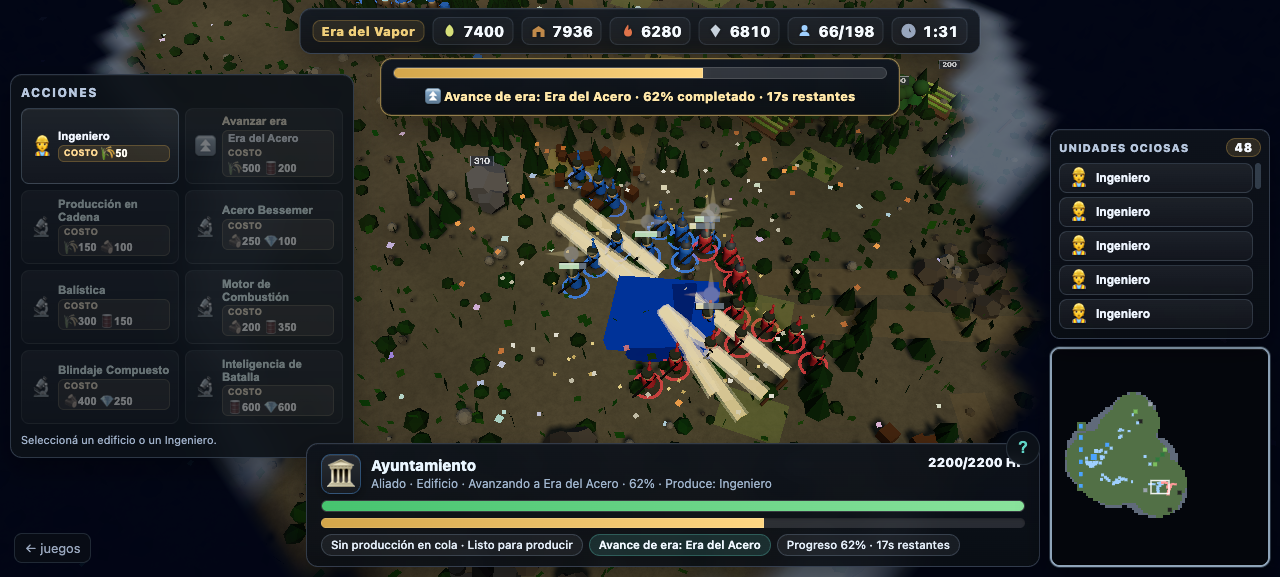 Era del Vapor
7400
7936
6280
6810
66/198
1:31
Avance de era: Era del Acero · 62% completado · 17s restantes
200
310
ACCIONES
Ingeniero
COSTO 50
Avanzar era
Era del Acero
COSTO
500 200
Producción en
Cadena
COSTO
150 100
Acero Bessemer
COSTO
250 100
Balística
COSTO
300 150
Motor de
Combustión
COSTO
200 350
Blindaje Compuesto
COSTO
400 250
Inteligencia de
Batalla
COSTO
600 600
Seleccioná un edificio o un Ingeniero.
UNIDADES OCIOSAS 48
Ingeniero
Ingeniero
Ingeniero
Ingeniero
Ingeniero
Ayuntamiento
2200/2200
?
Aliado · Edificio · Avanzando a Era del Acero · 62% · Produce: Ingeniero
Sin producción en cola · Listo para producir
Avance de era: Era del Acero
Progreso 62% · 17s restantes
← juegos